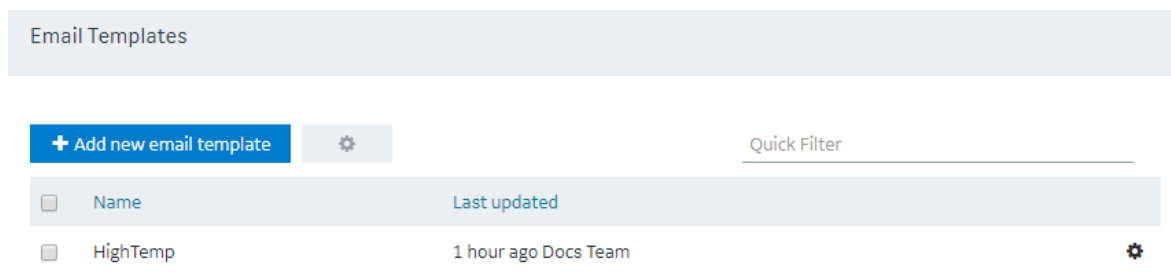 Email Templates
+ Add new email template
Quick Filter
Name Last updated
HighTemp 1 hour ago Docs Team